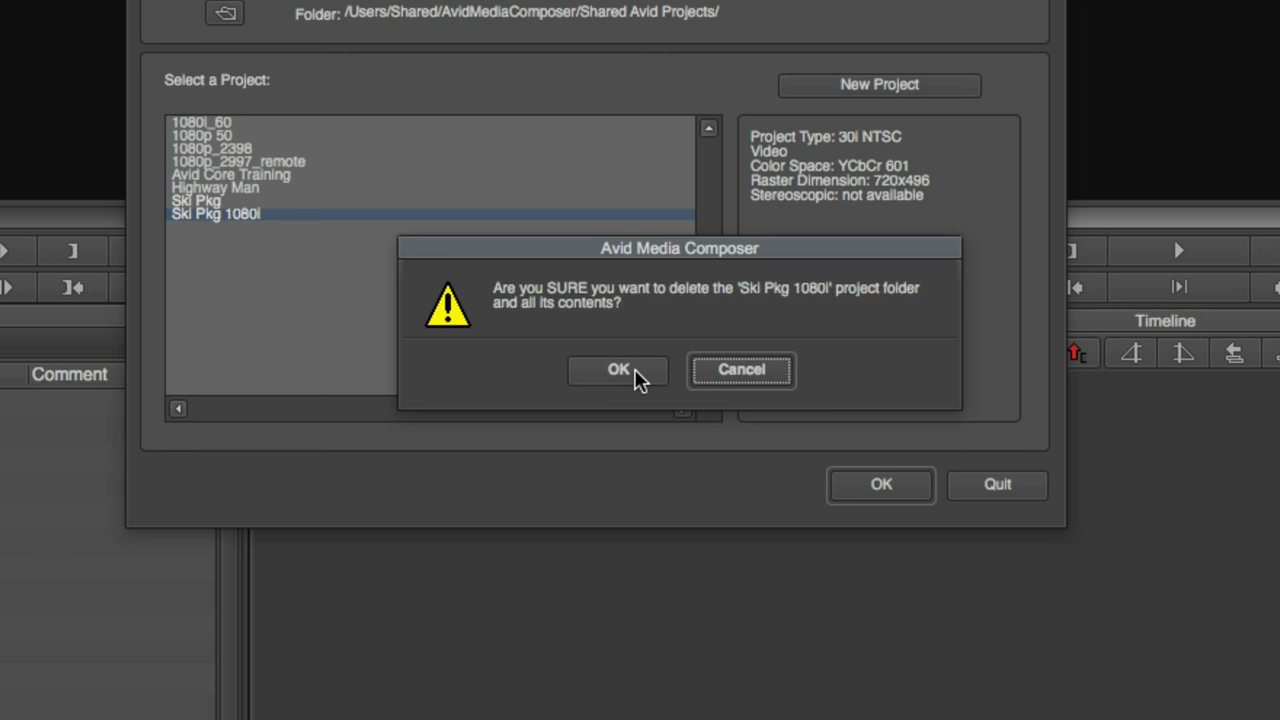 Folder: /Users/Shared/AvidMediaComposer/Shared Avid Projects/
Select a Project:
New Project
1080i_60
1080p 50
1080p_2398
1080p_2997_remote
Avid Core Training
Highway Man
Ski Pkg
Ski Pkg 1080i
Project Type: 30i NTSC
Video
Color Space: YCbCr 601
Raster Dimension: 720x496
Stereoscopic: not available
Avid Media Composer
Are you SURE you want to delete the 'Ski Pkg 1080i' project folder
and all its contents?
OK
Cancel
OK
Quit
Timeline
Comment